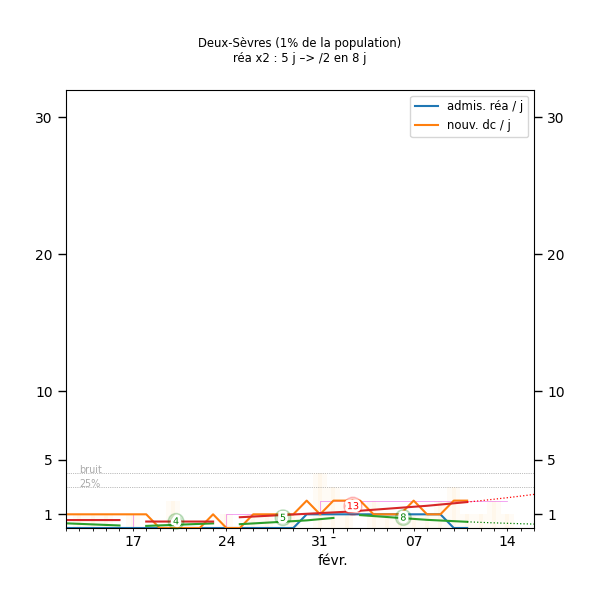 Deux-Sèvres (1% de la population)
réa x2 : 5 j –> /2 en 8 j
admis. réa / j
nouv. dc / j
30 30
20 20
10 10
5 5
bruit
25%
1 1
4 5 13 8
17 24 31 07 14
févr.